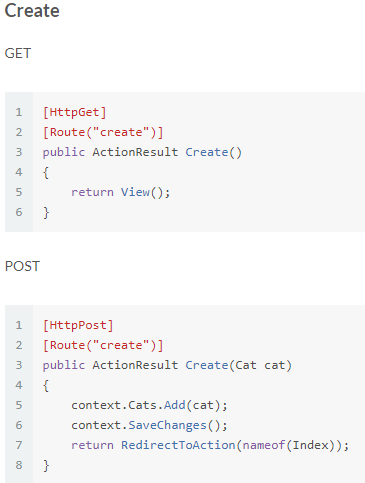 Create
GET
1 [HttpGet]
2 [Route("create")]
3 public ActionResult Create()
4 {
5     return View();
6 }
POST
1 [HttpPost]
2 [Route("create")]
3 public ActionResult Create(Cat cat)
4 {
5     context.Cats.Add(cat);
6     context.SaveChanges();
7     return RedirectToAction(nameof(Index));
8 }